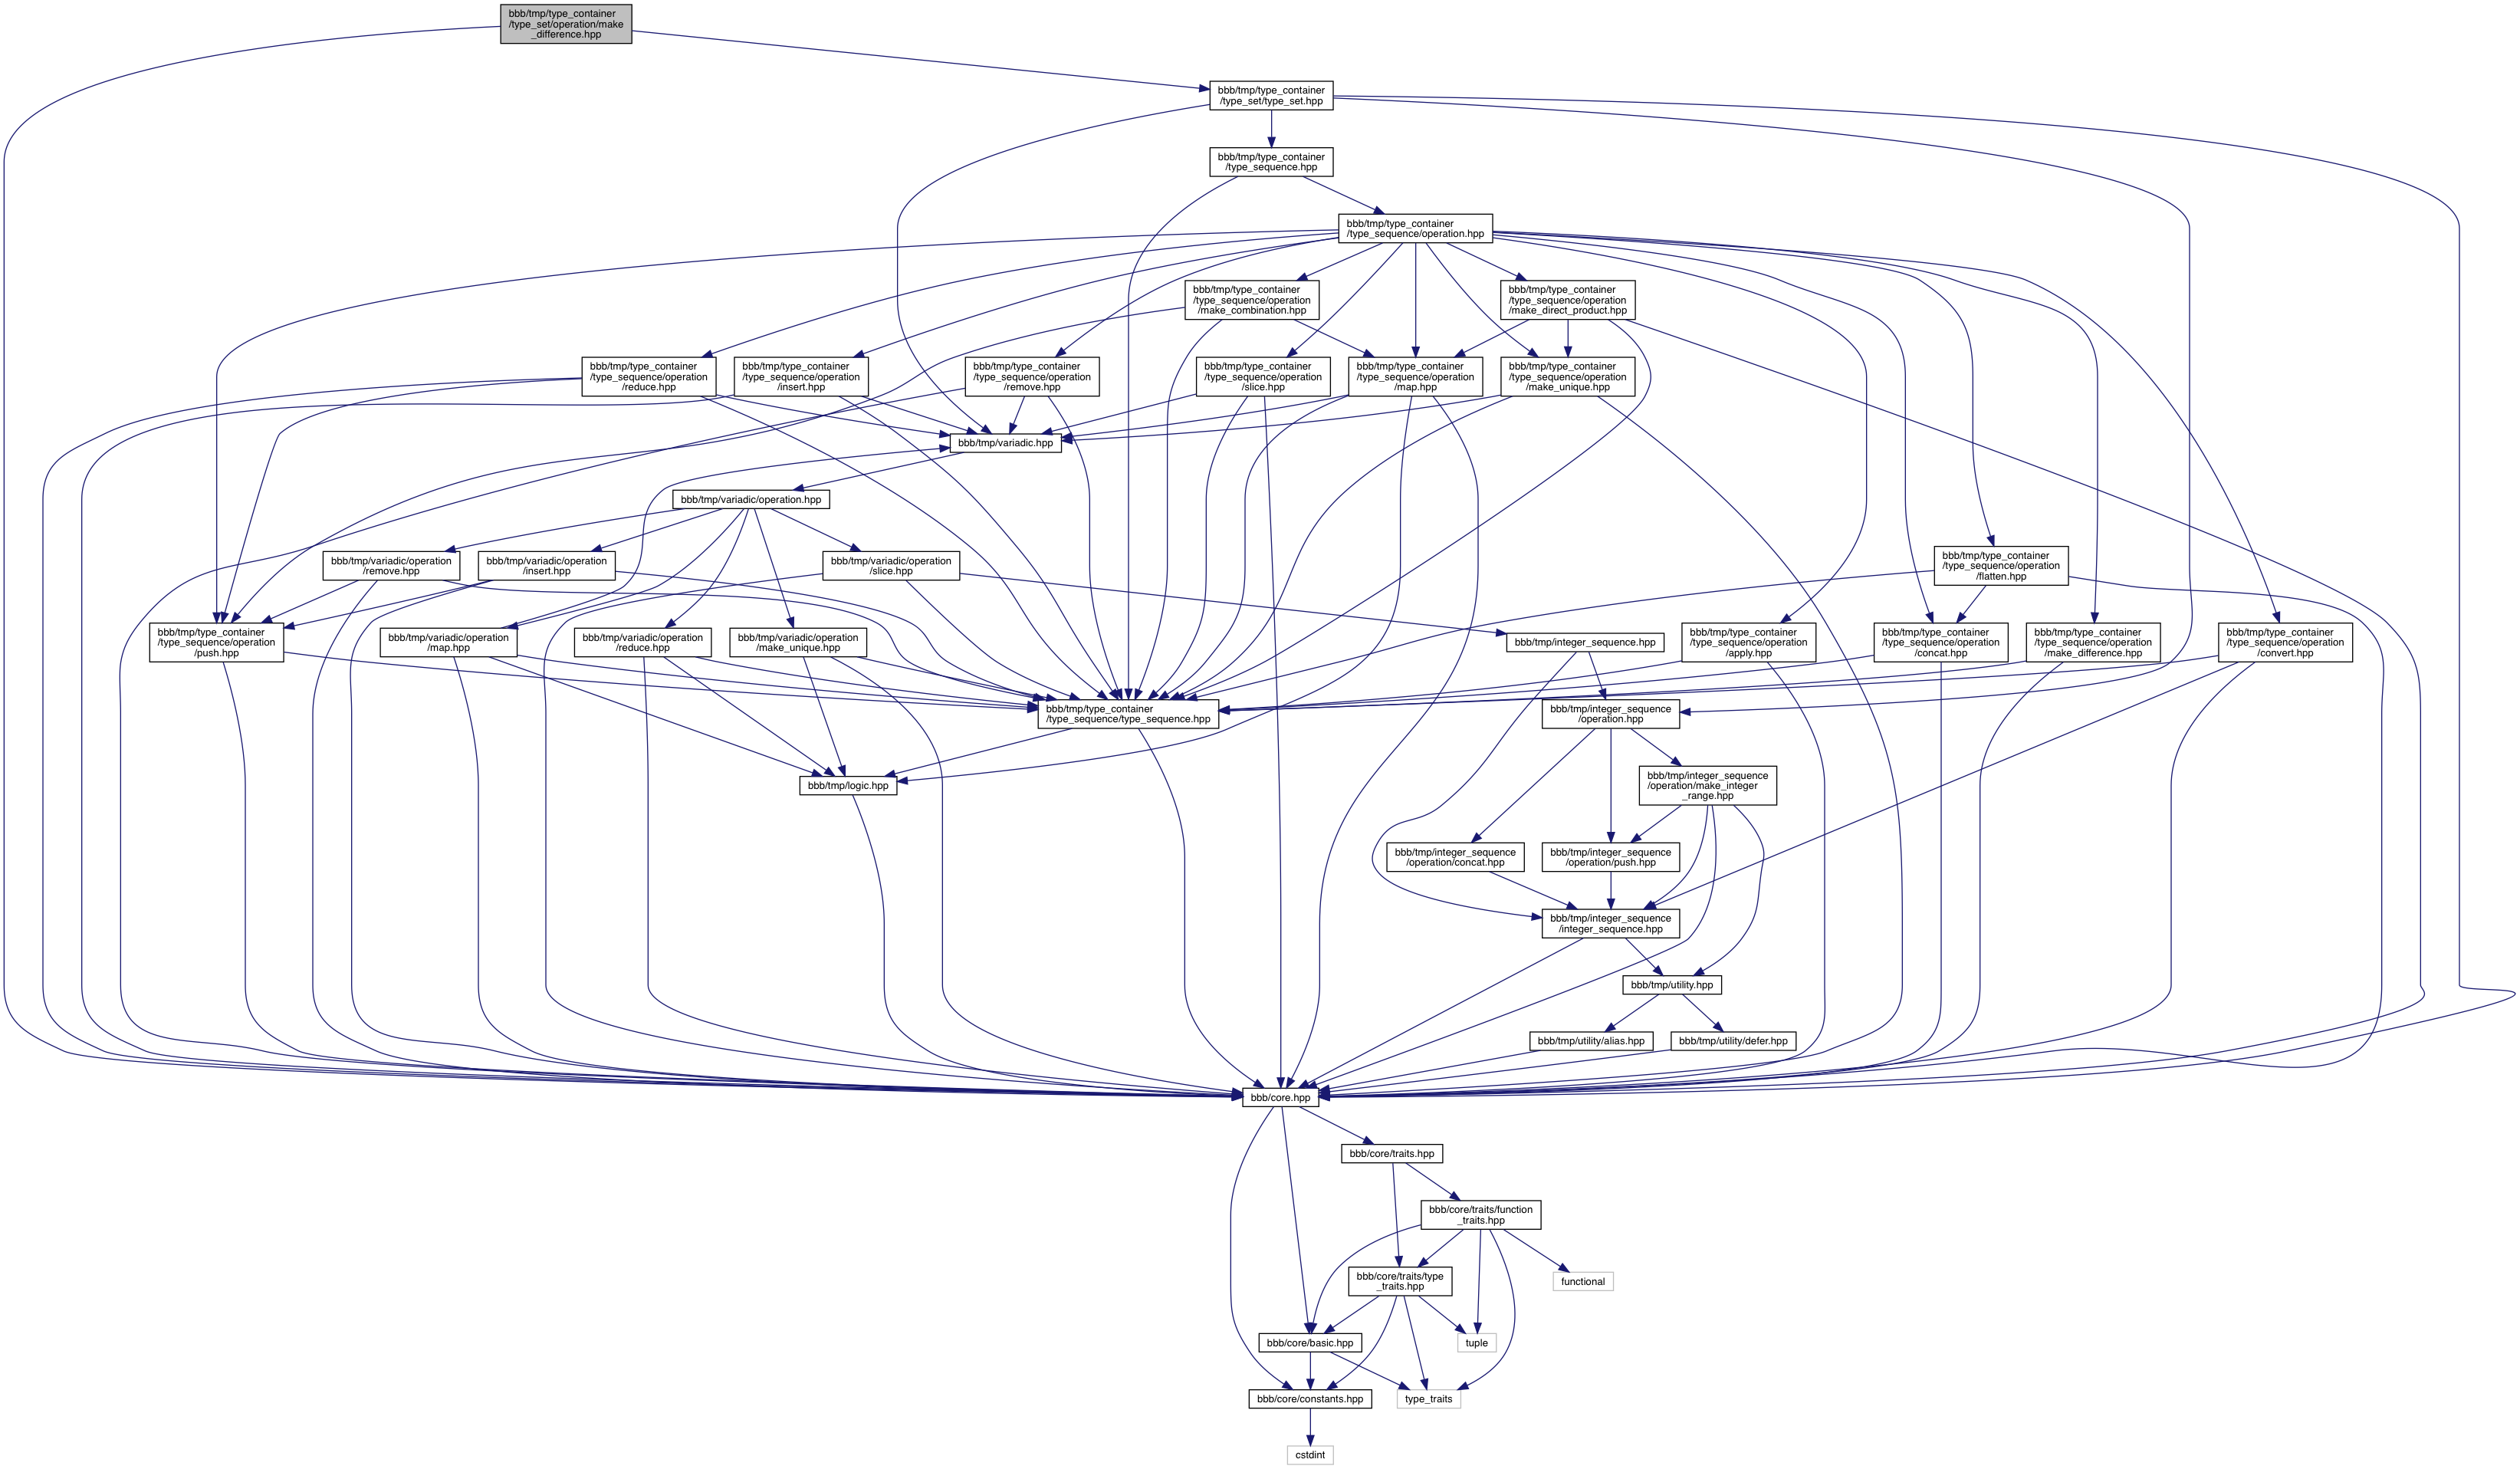 bbb/tmp/type_container
/type_set/operation/make
_difference.hpp
bbb/tmp/type_container
/type_set/type_set.hpp
bbb/tmp/type_container
/type_sequence.hpp
bbb/tmp/type_container
/type_sequence/operation.hpp
bbb/tmp/type_container
/type_sequence/operation
/make_combination.hpp
bbb/tmp/type_container
/type_sequence/operation
/make_direct_product.hpp
bbb/tmp/type_container
/type_sequence/operation
/reduce.hpp
bbb/tmp/type_container
/type_sequence/operation
/insert.hpp
bbb/tmp/type_container
/type_sequence/operation
/remove.hpp
bbb/tmp/type_container
/type_sequence/operation
/slice.hpp
bbb/tmp/type_container
/type_sequence/operation
/map.hpp
bbb/tmp/type_container
/type_sequence/operation
/make_unique.hpp
bbb/tmp/variadic.hpp
bbb/tmp/variadic/operation.hpp
bbb/tmp/variadic/operation
/remove.hpp
bbb/tmp/variadic/operation
/insert.hpp
bbb/tmp/variadic/operation
/slice.hpp
bbb/tmp/type_container
/type_sequence/operation
/flatten.hpp
bbb/tmp/type_container
/type_sequence/operation
/push.hpp
bbb/tmp/variadic/operation
/map.hpp
bbb/tmp/variadic/operation
/reduce.hpp
bbb/tmp/variadic/operation
/make_unique.hpp
bbb/tmp/integer_sequence.hpp
bbb/tmp/type_container
/type_sequence/operation
/apply.hpp
bbb/tmp/type_container
/type_sequence/operation
/concat.hpp
bbb/tmp/type_container
/type_sequence/operation
/make_difference.hpp
bbb/tmp/type_container
/type_sequence/operation
/convert.hpp
bbb/tmp/type_container
/type_sequence/type_sequence.hpp
bbb/tmp/integer_sequence
/operation.hpp
bbb/tmp/logic.hpp
bbb/tmp/integer_sequence
/operation/make_integer
_range.hpp
bbb/tmp/integer_sequence
/operation/concat.hpp
bbb/tmp/integer_sequence
/operation/push.hpp
bbb/tmp/integer_sequence
/integer_sequence.hpp
bbb/tmp/utility.hpp
bbb/tmp/utility/alias.hpp
bbb/tmp/utility/defer.hpp
bbb/core.hpp
bbb/core/traits.hpp
bbb/core/traits/function
_traits.hpp
bbb/core/traits/type
_traits.hpp
functional
bbb/core/basic.hpp
tuple
bbb/core/constants.hpp
type_traits
cstdint